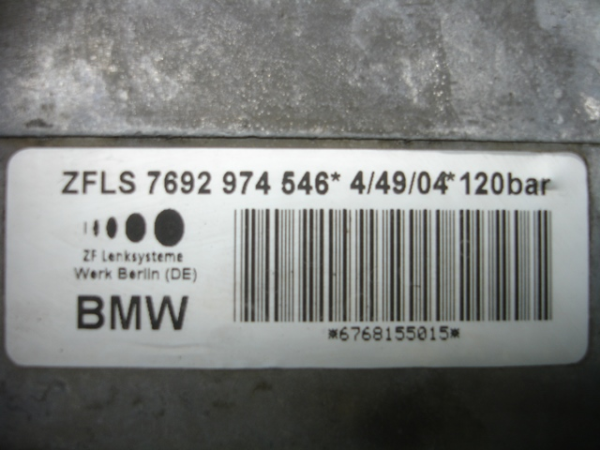 ZFLS 7692 974 546* 4/49/04*120bar
ZF Lenksysteme
Werk Berlin (DE)
BMW
*6768155015*